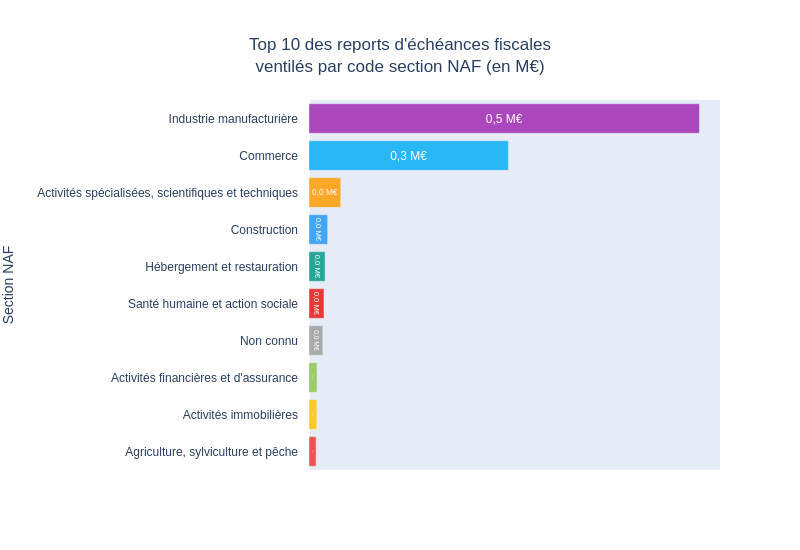 Top 10 des reports d'échéances fiscales
ventilés par code section NAF (en M€)
Section NAF
Industrie manufacturière
0,5 M€
Commerce
0,3 M€
Activités spécialisées, scientifiques et techniques
0,0 M€
Construction
0,0 M€
Hébergement et restauration
0,0 M€
Santé humaine et action sociale
0,0 M€
Non connu
0,0 M€
Activités financières et d'assurance
Activités immobilières
Agriculture, sylviculture et pêche